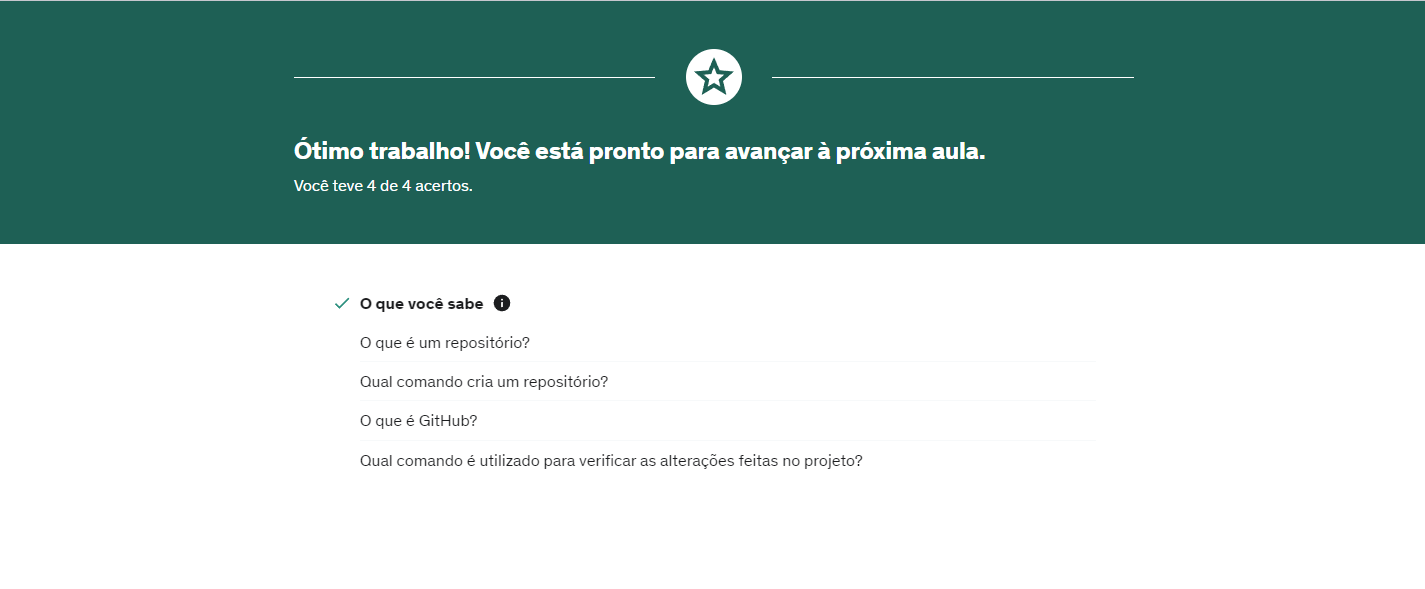 Ótimo trabalho! Você está pronto para avançar à próxima aula.
Você teve 4 de 4 acertos.
O que você sabe
O que é um repositório?
Qual comando cria um repositório?
O que é GitHub?
Qual comando é utilizado para verificar as alterações feitas no projeto?